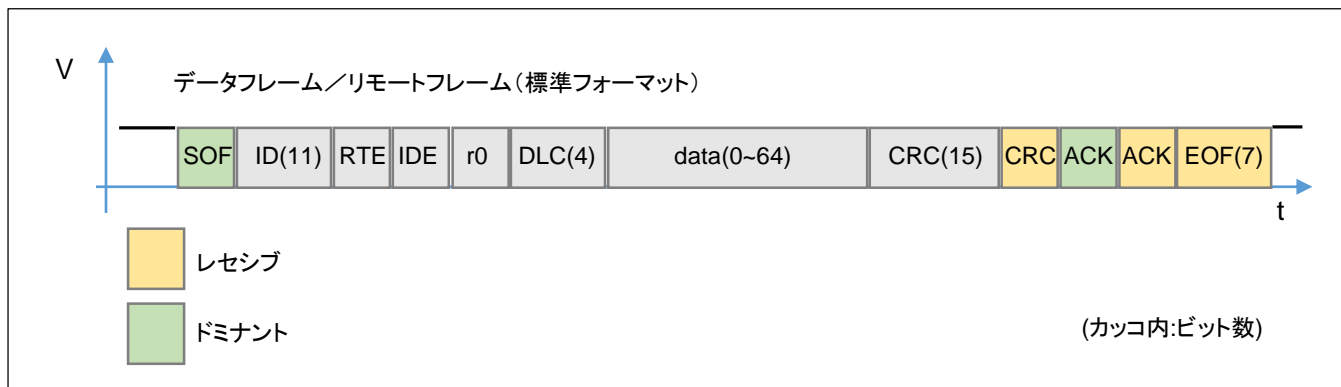 V
データフレーム／リモートフレーム（標準フォーマット）
SOF ID(11) RTE IDE r0 DLC(4) data(0~64) CRC(15) CRC ACK ACK EOF(7)
t
レセシブ
ドミナント
(カッコ内:ビット数)